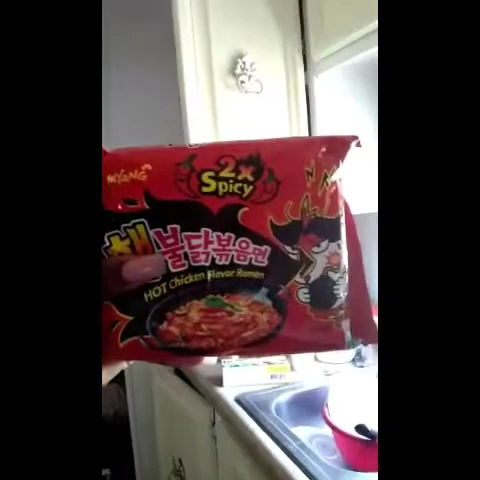 2x
Spicy
핵불닭볶음면
HOT Chicken Flavor Ramen